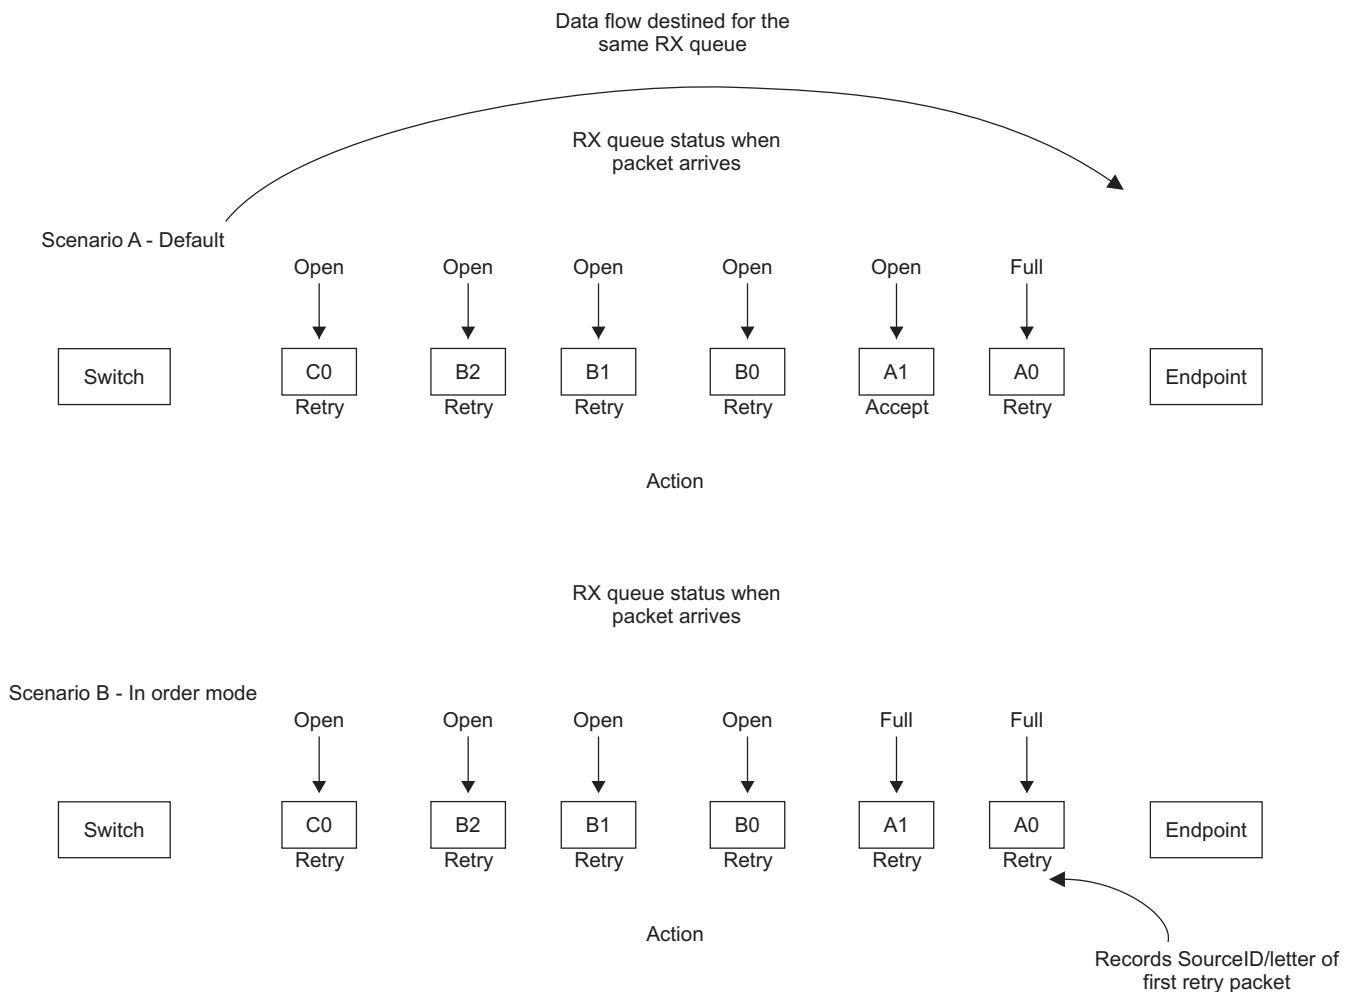 Data flow destined for the
same RX queue
RX queue status when
packet arrives
Scenario A - Default
Open Open Open Open Open Full
Switch C0 B2 B1 B0 A1 A0 Endpoint
Retry Retry Retry Retry Accept Retry
Action
RX queue status when
packet arrives
Scenario B - In order mode
Open Open Open Open Full Full
Switch C0 B2 B1 B0 A1 A0 Endpoint
Retry Retry Retry Retry Retry Retry
Action
Records SourceID/letter of
first retry packet